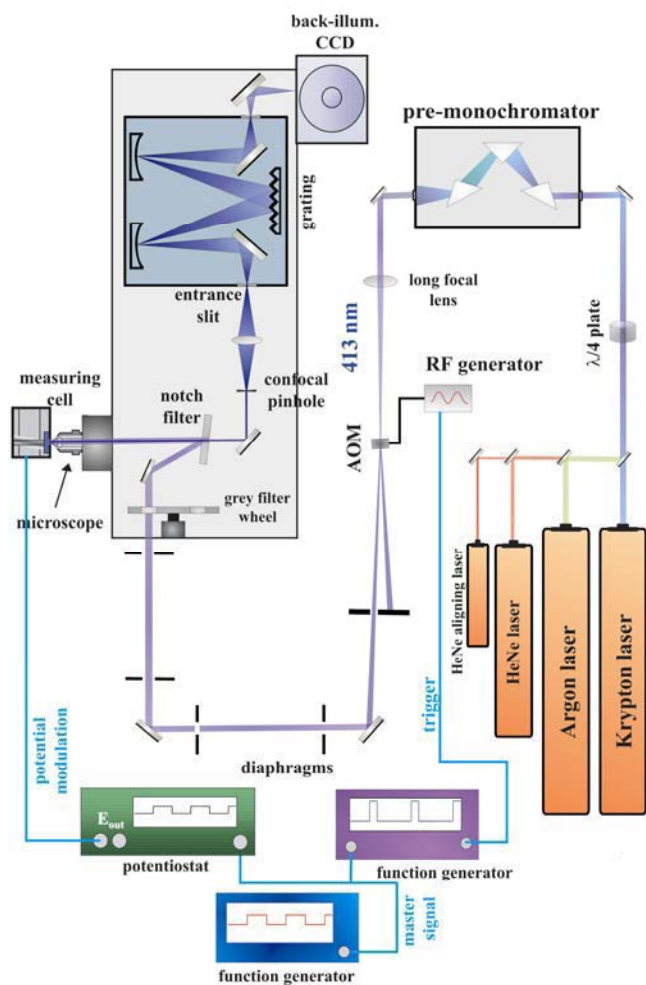 back-illum.
CCD
pre-monochromator
grating
entrance
slit
long focal
lens
413 nm
λ/4 plate
RF generator
measuring
cell
notch
filter
confocal
pinhole
AOM
microscope
grey filter
wheel
HeNe aligning laser
HeNe laser
Argon laser
Krypton laser
potential
modulation
diaphragms
trigger
E_out
potentiostat
function generator
master
signal
function generator